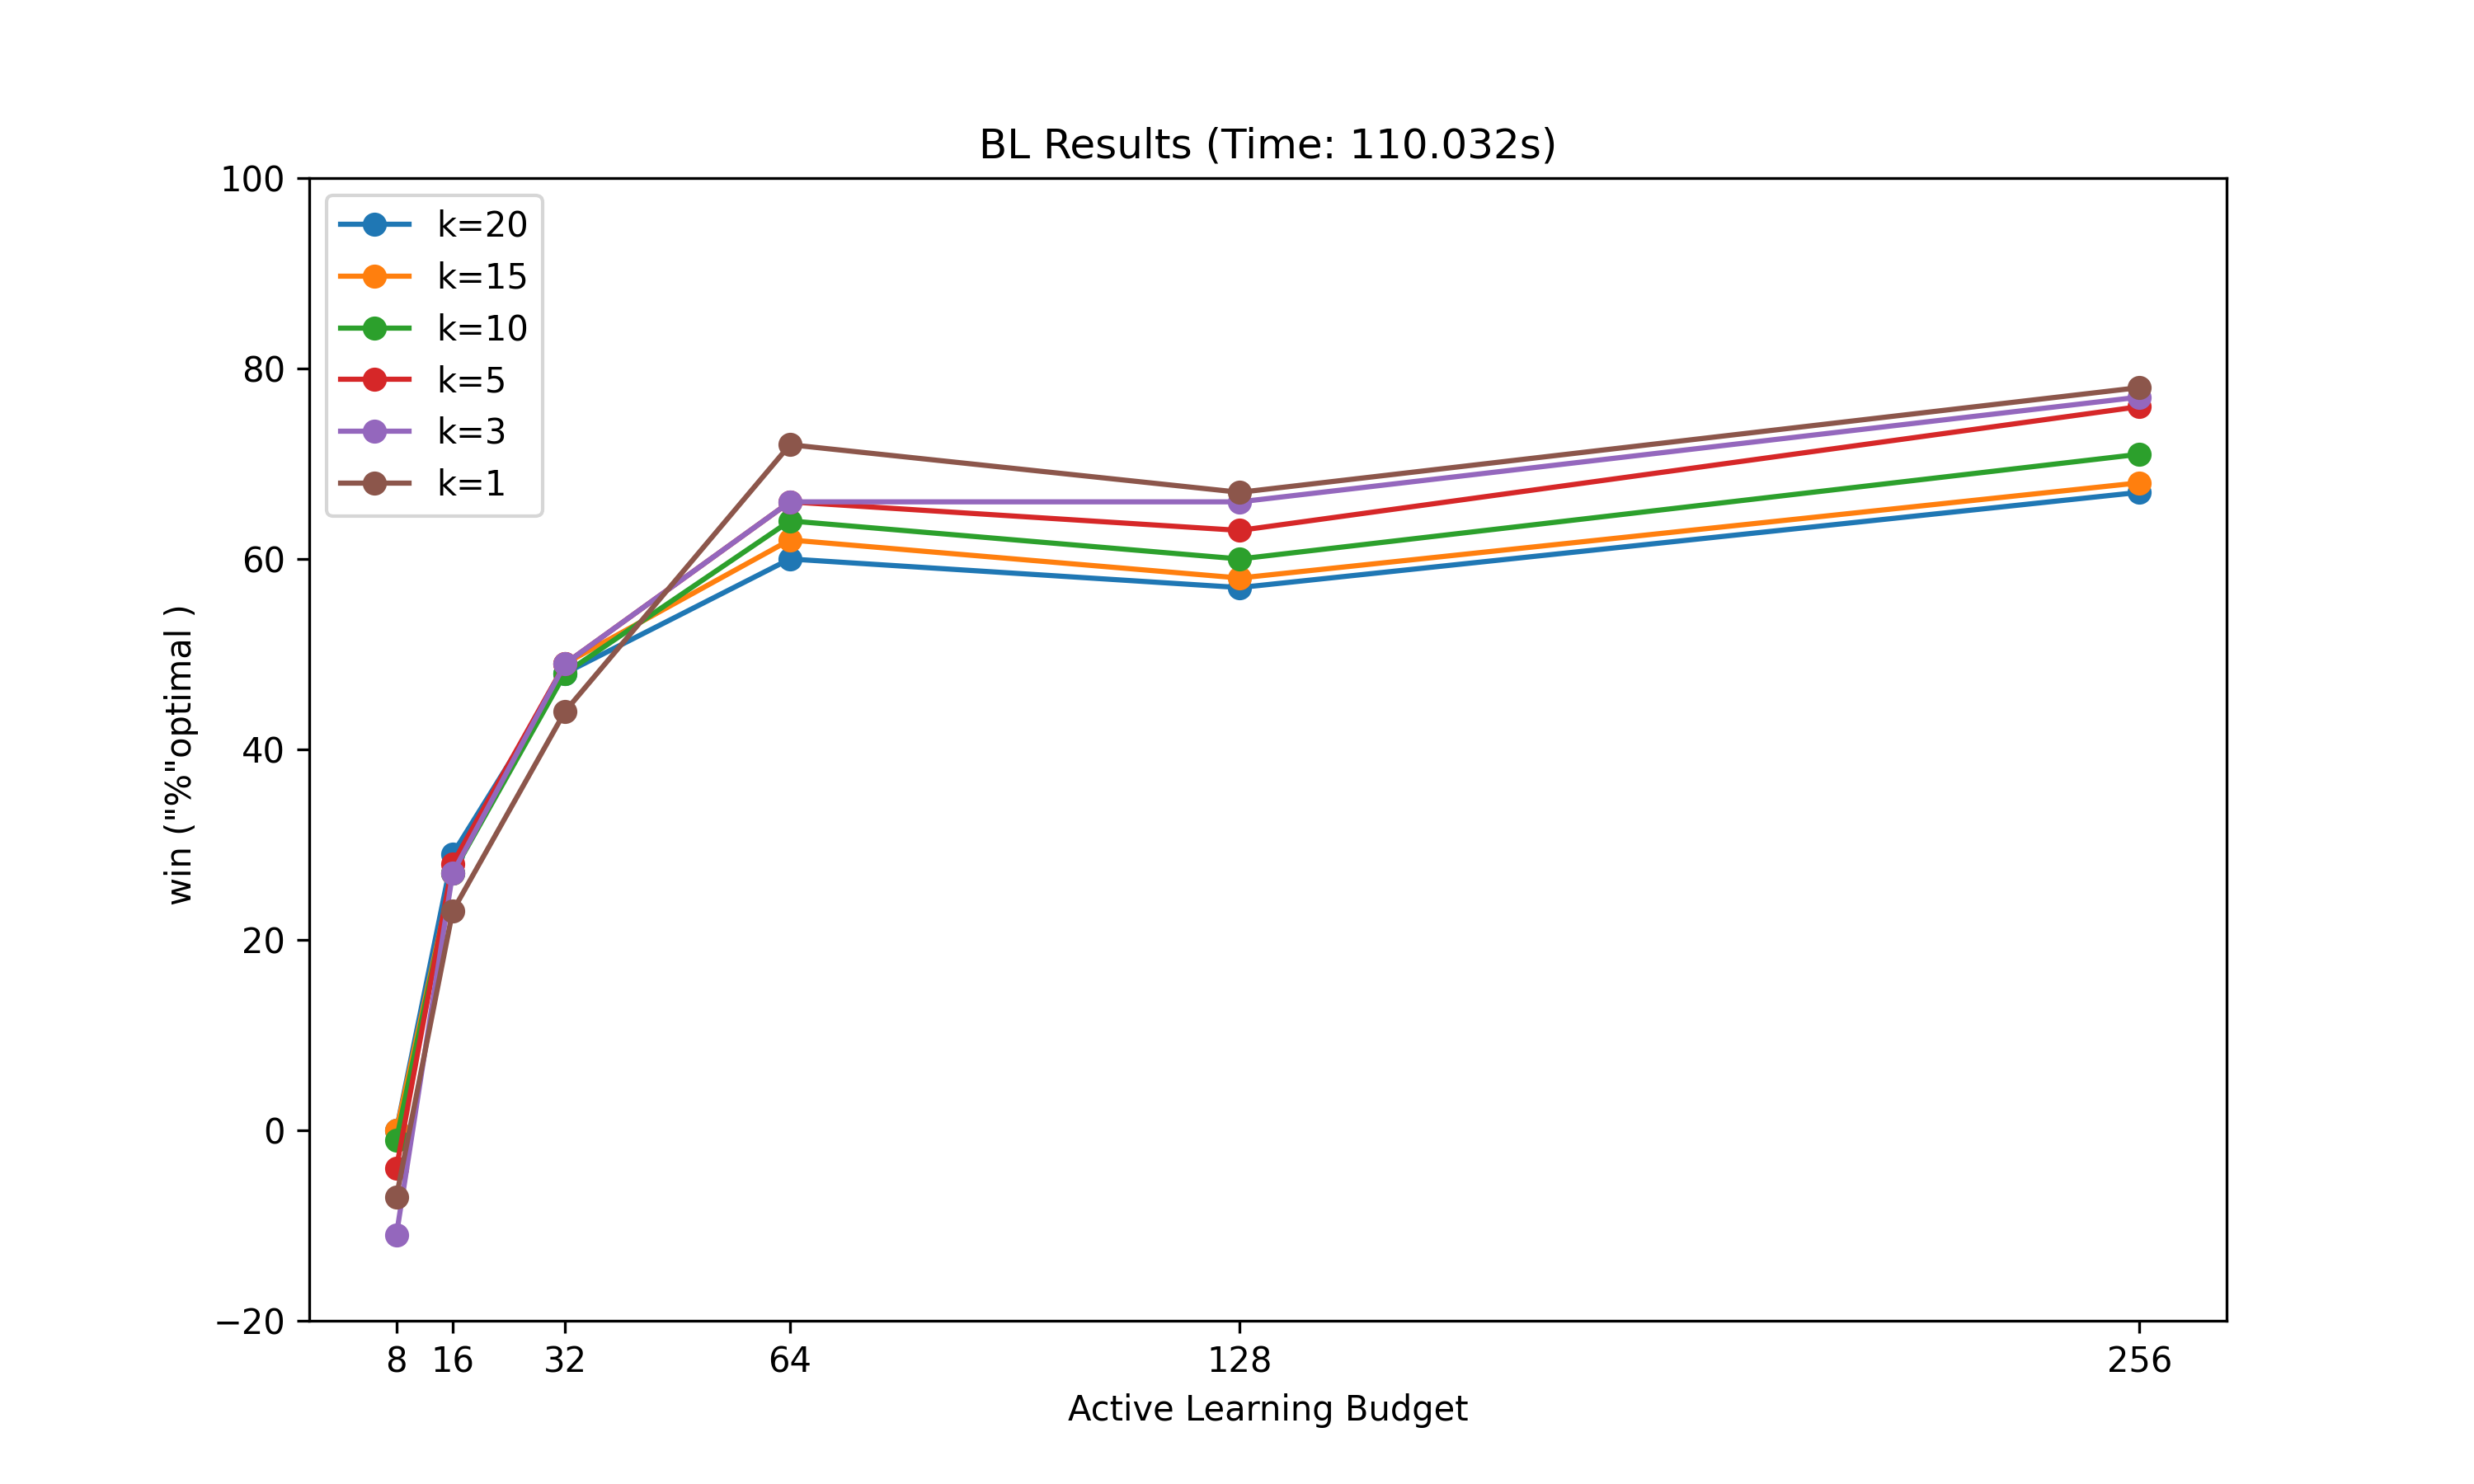 BL Results (Time: 110.032s)
100
80
60
40
20
0
−20
win ("%"optimal )
k=20
k=15
k=10
k=5
k=3
k=1
8 16 32 64 128 256
Active Learning Budget